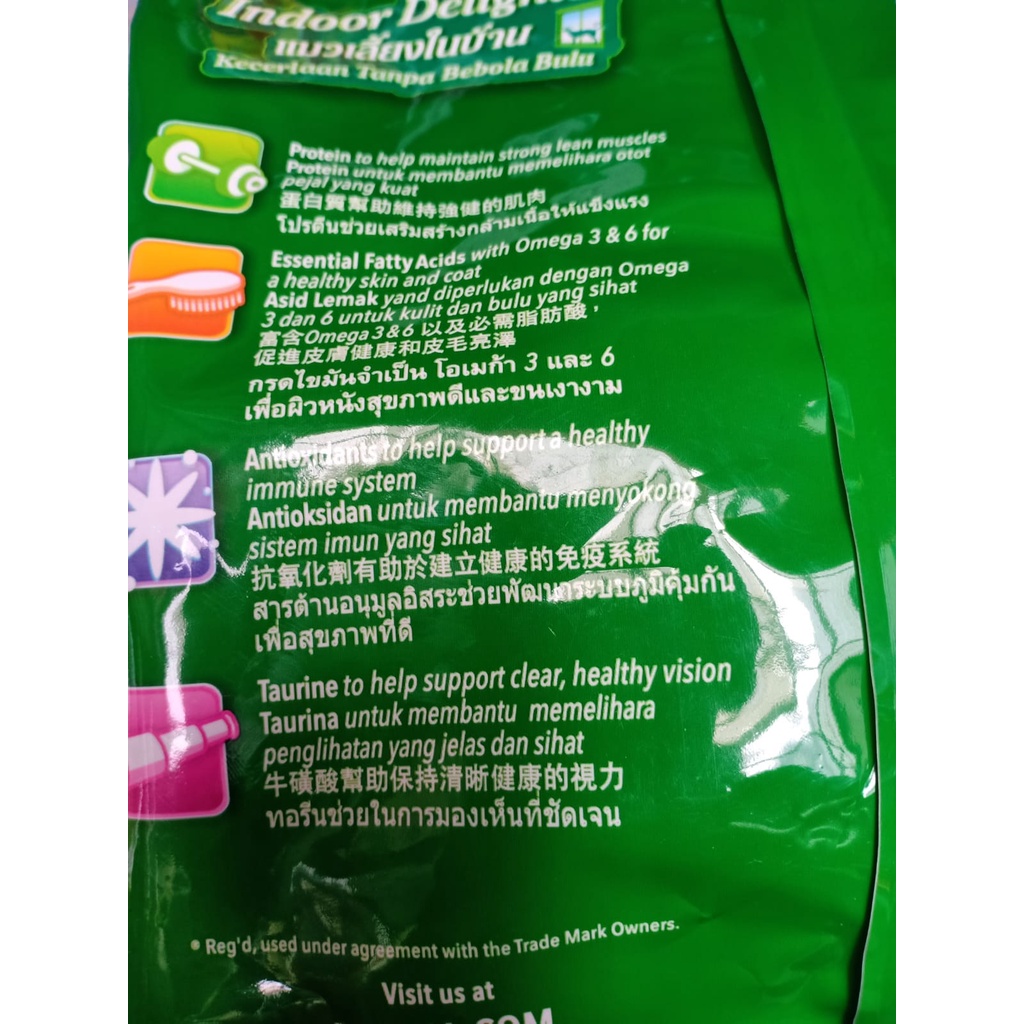 Indoor Delights
แมวเลี้ยงในบ้าน
Keceriaan Tanpa Bebola Bulu
Protein to help maintain strong lean muscles
Protein untuk membantu memelihara otot
pejal yang kuat
蛋白質幫助維持強健的肌肉
โปรตีนช่วยเสริมสร้างกล้ามเนื้อให้แข็งแรง
Essential Fatty Acids with Omega 3 & 6 for
a healthy skin and coat
Asid Lemak yand diperlukan dengan Omega
3 dan 6 untuk kulit dan bulu yang sihat
富含Omega 3&6 以及必需脂肪酸，
促進皮膚健康和皮毛亮澤
กรดไขมันจำเป็น โอเมก้า 3 และ 6
เพื่อผิวหนังสุขภาพดีและขนเงางาม
Antioxidants to help support a healthy
immune system
Antioksidan untuk membantu menyokong
sistem imun yang sihat
抗氧化劑有助於建立健康的免疫系統
สารต้านอนุมูลอิสระช่วยพัฒนาระบบภูมิคุ้มกัน
เพื่อสุขภาพที่ดี
Taurine to help support clear, healthy vision
Taurina untuk membantu memelihara
penglihatan yang jelas dan sihat
牛磺酸幫助保持清晰健康的視力
ทอรีนช่วยในการมองเห็นที่ชัดเจน
® Reg'd, used under agreement with the Trade Mark Owners.
Visit us at